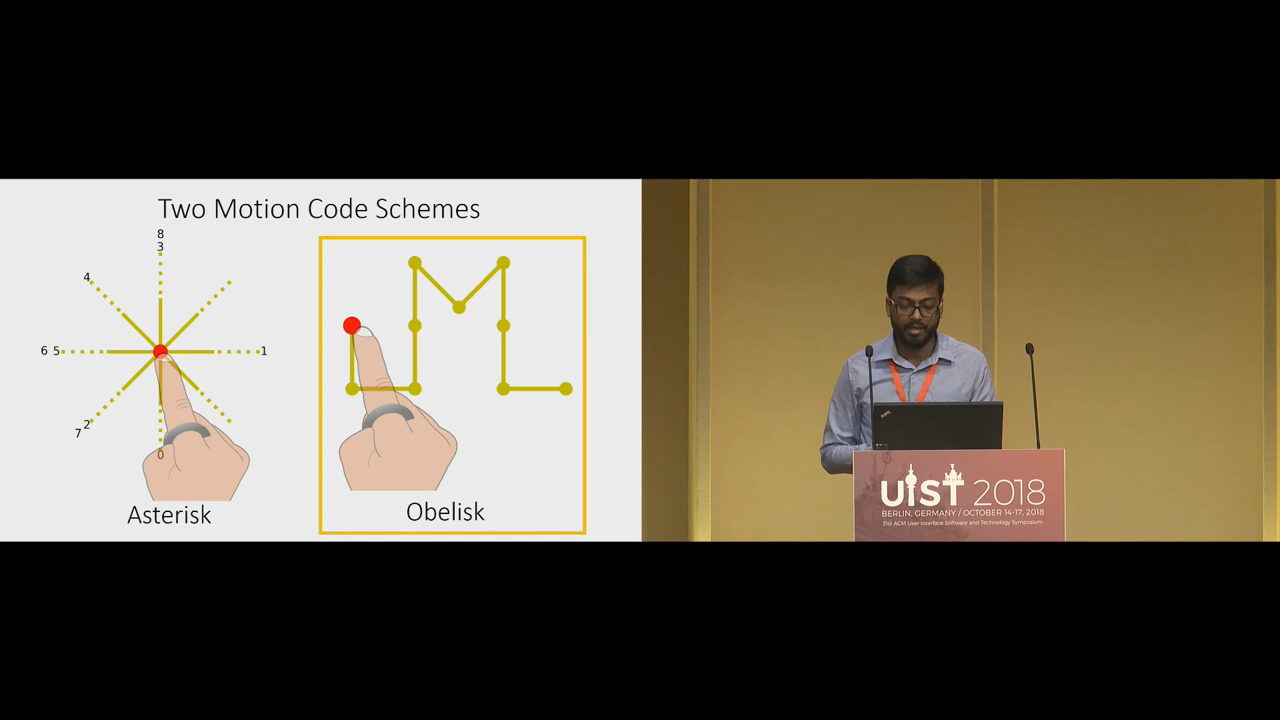 Two Motion Code Schemes
8
3
4
6 5
1
2
7
0
Asterisk
Obelisk
UIST 2018
BERLIN, GERMANY / OCTOBER 14-17, 2018
31st ACM User Interface Software and Technology Symposium